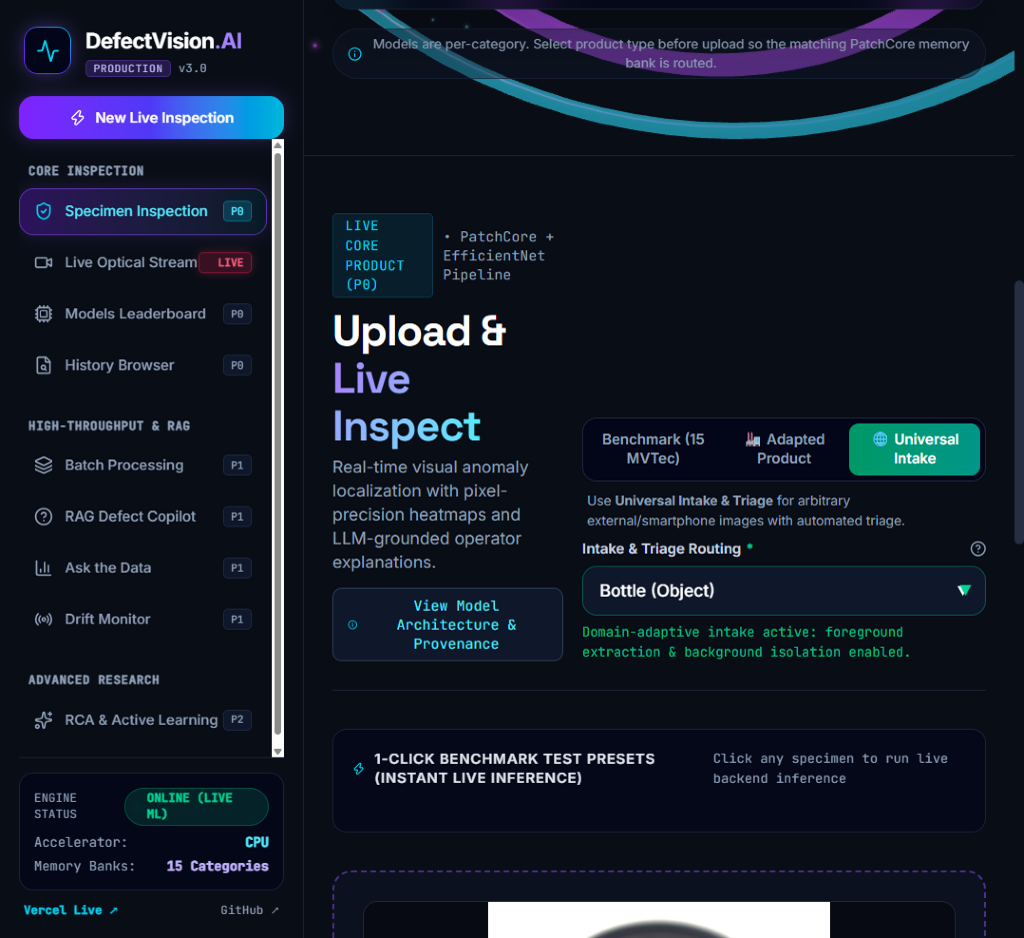 DefectVision.AI
PRODUCTION v3.0
New Live Inspection
CORE INSPECTION
Specimen Inspection P0
Live Optical Stream LIVE
Models Leaderboard P0
History Browser P0
HIGH-THROUGHPUT & RAG
Batch Processing P1
RAG Defect Copilot P1
Ask the Data P1
Drift Monitor P1
ADVANCED RESEARCH
RCA & Active Learning P2
ENGINE
STATUS
ONLINE (LIVE
ML)
Accelerator: CPU
Memory Banks: 15 Categories
Vercel Live ↗
GitHub ↗
Models are per-category. Select product type before upload so the matching PatchCore memory
bank is routed.
LIVE
CORE
PRODUCT
(P0)
• PatchCore +
EfficientNet
Pipeline
Upload &
Live
Inspect
Real-time visual anomaly
localization with pixel-
precision heatmaps and
LLM-grounded operator
explanations.
View Model
Architecture &
Provenance
Benchmark (15
MVTec)
Adapted
Product
Universal
Intake
Use Universal Intake & Triage for arbitrary
external/smartphone images with automated triage.
Intake & Triage Routing *
Bottle (Object)
Domain-adaptive intake active: foreground
extraction & background isolation enabled.
1-CLICK BENCHMARK TEST PRESETS
(INSTANT LIVE INFERENCE)
Click any specimen to run live
backend inference